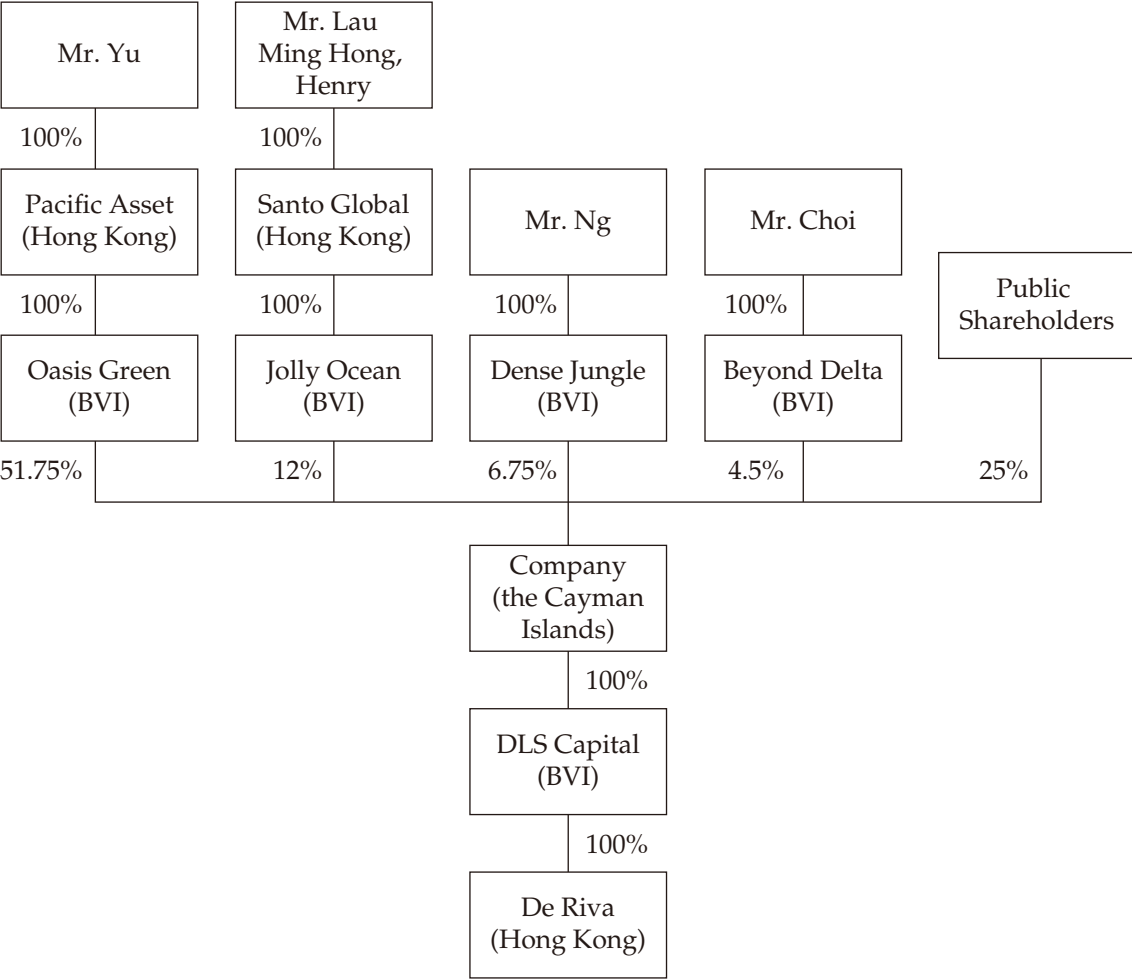 Mr. Yu
Mr. Lau
Ming Hong,
Henry
100%
100%
Pacific Asset
(Hong Kong)
Santo Global
(Hong Kong)
Mr. Ng
Mr. Choi
Public
Shareholders
100%
100%
100%
100%
Oasis Green
(BVI)
Jolly Ocean
(BVI)
Dense Jungle
(BVI)
Beyond Delta
(BVI)
51.75%
12%
6.75%
4.5%
25%
Company
(the Cayman
Islands)
100%
DLS Capital
(BVI)
100%
De Riva
(Hong Kong)